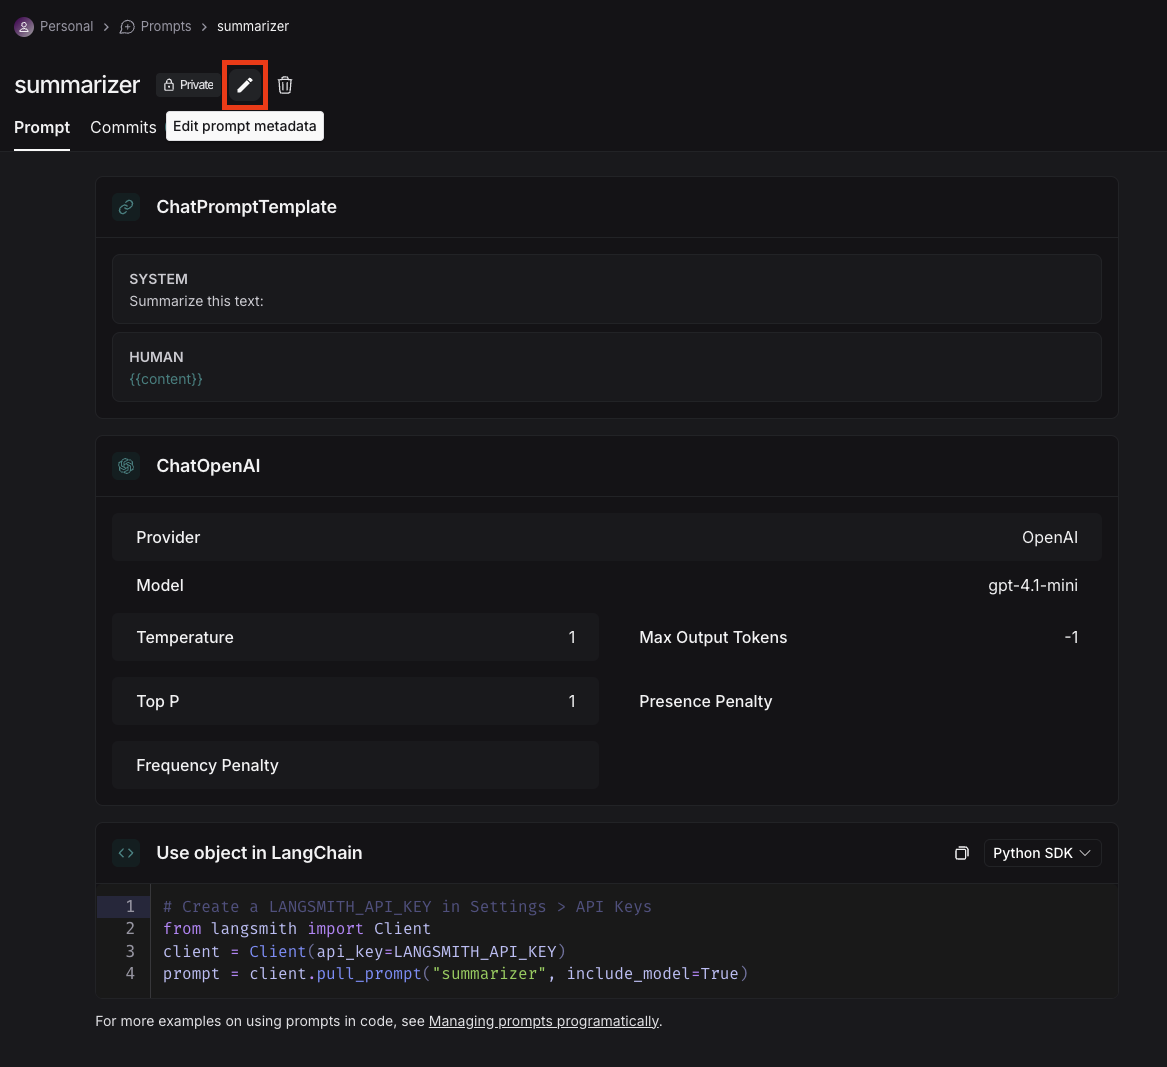 Personal > Prompts > summarizer
summarizer Private
Edit prompt metadata
Prompt Commits
ChatPromptTemplate
SYSTEM
Summarize this text:
HUMAN
{{content}}
ChatOpenAI
Provider OpenAI
Model gpt-4.1-mini
Temperature 1 Max Output Tokens -1
Top P 1 Presence Penalty
Frequency Penalty
Use object in LangChain Python SDK
1 # Create a LANGSMITH_API_KEY in Settings > API Keys
2 from langsmith import Client
3 client = Client(api_key=LANGSMITH_API_KEY)
4 prompt = client.pull_prompt("summarizer", include_model=True)
For more examples on using prompts in code, see Managing prompts programatically.